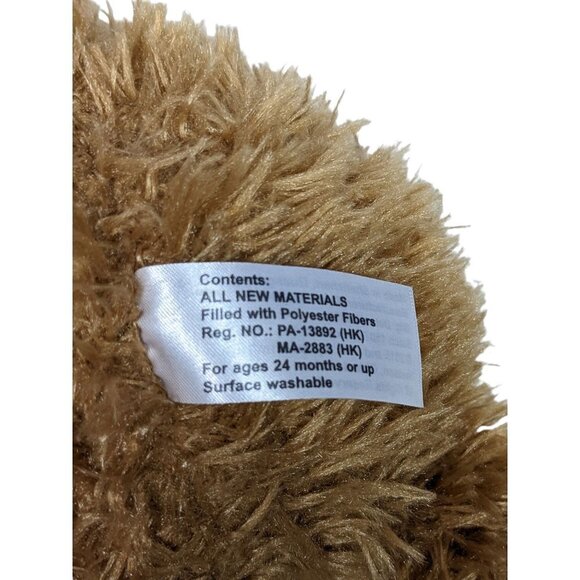 Contents:
ALL NEW MATERIALS
Filled with Polyester Fibers
Reg. NO.: PA-13892 (HK)
MA-2883 (HK)
For ages 24 months or up
Surface washable